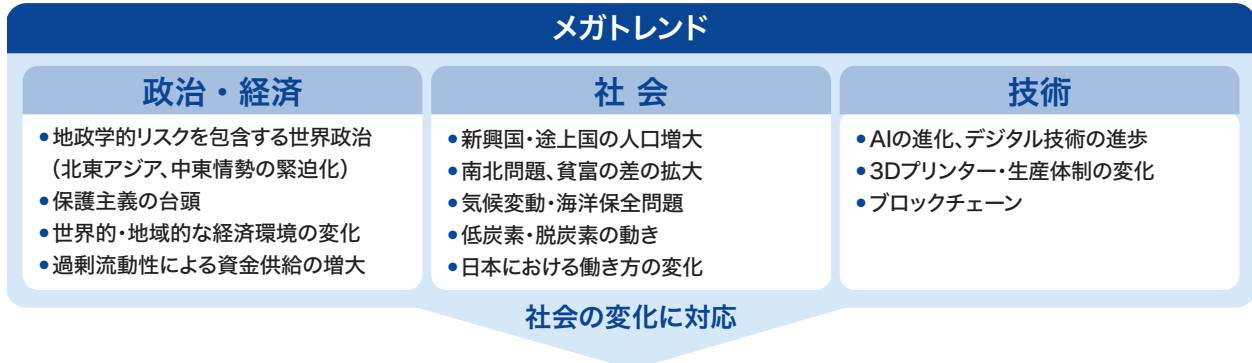 メガトレンド
政治・経済
●地政学的リスクを包含する世界政治
（北東アジア、中東情勢の緊迫化）
●保護主義の台頭
●世界的・地域的な経済環境の変化
●過剰流動性による資金供給の増大
社 会
●新興国・途上国の人口増大
●南北問題、貧富の差の拡大
●気候変動・海洋保全問題
●低炭素・脱炭素の動き
●日本における働き方の変化
技術
●AIの進化、デジタル技術の進歩
●3Dプリンター・生産体制の変化
●ブロックチェーン
社会の変化に対応